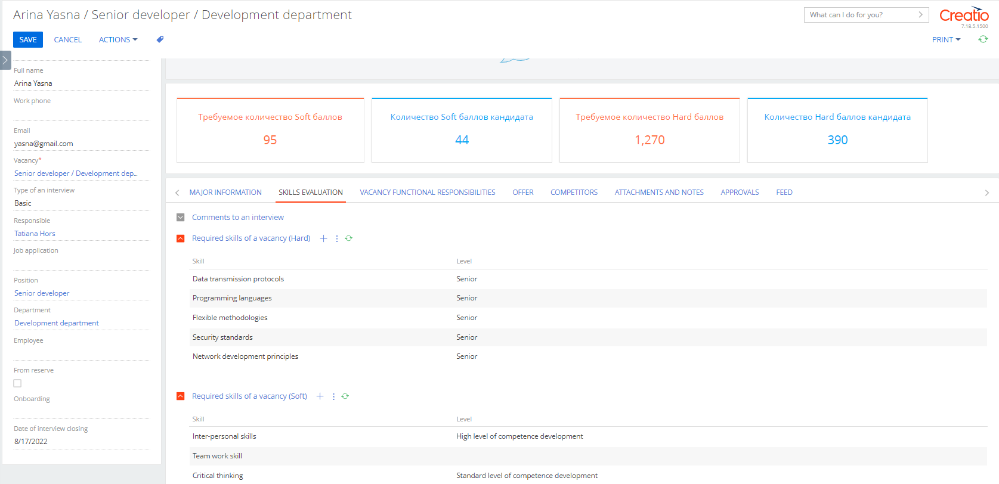 Arina Yasna / Senior developer / Development department
What can I do for you?
Creatio
7.18.5.1500
SAVE
CANCEL
ACTIONS
PRINT
Full name
Arina Yasna
Work phone
Email
yasna@gmail.com
Vacancy*
Senior developer / Development dep...
Type of an interview
Basic
Responsible
Tatiana Hors
Job application
Position
Senior developer
Department
Development department
Employee
From reserve
Onboarding
Date of interview closing
8/17/2022
Требуемое количество Soft баллов
95
Количество Soft баллов кандидата
44
Требуемое количество Hard баллов
1,270
Количество Hard баллов кандидата
390
MAJOR INFORMATION
SKILLS EVALUATION
VACANCY FUNCTIONAL RESPONSIBILITIES
OFFER
COMPETITORS
ATTACHMENTS AND NOTES
APPROVALS
FEED
Comments to an interview
Required skills of a vacancy (Hard)
Skill Level
Data transmission protocols Senior
Programming languages Senior
Flexible methodologies Senior
Security standards Senior
Network development principles Senior
Required skills of a vacancy (Soft)
Skill Level
Inter-personal skills High level of competence development
Team work skill
Critical thinking Standard level of competence development